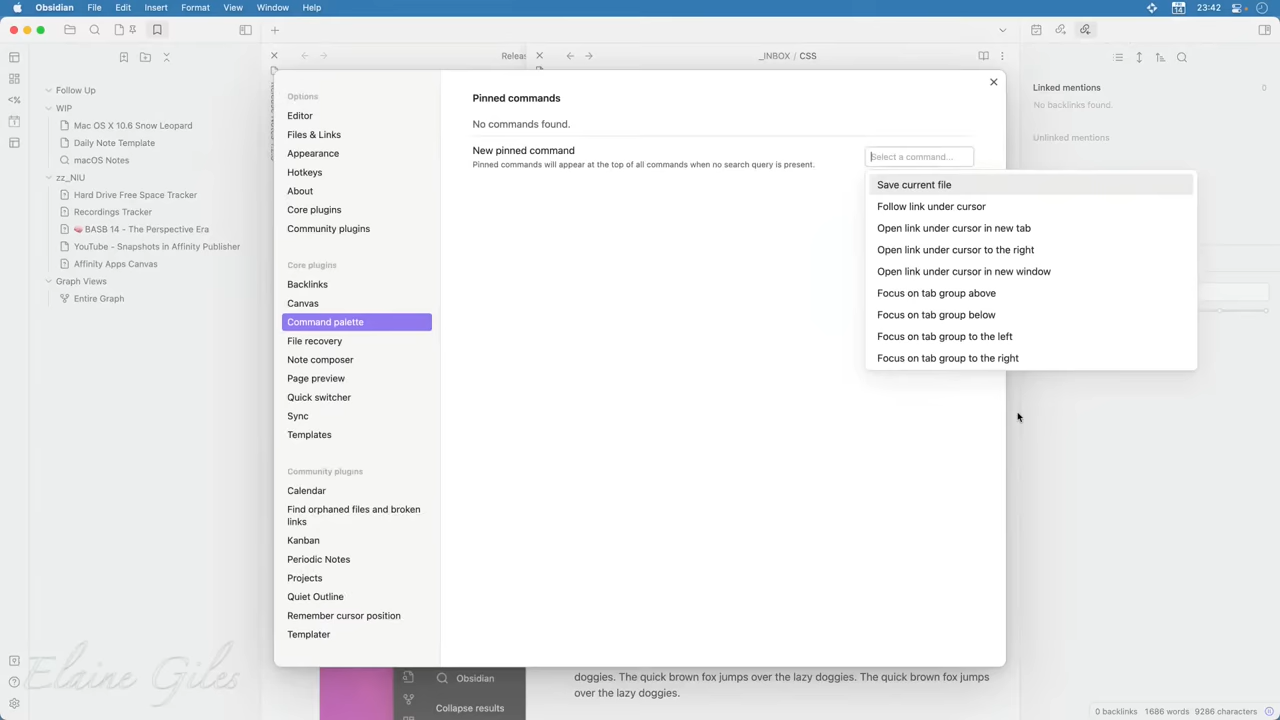 Obsidian File Edit Insert Format View Window Help 23:42
Releas
_INBOX / CSS
Follow Up
WIP
Mac OS X 10.6 Snow Leopard
Daily Note Template
macOS Notes
zz_NIU
Hard Drive Free Space Tracker
Recordings Tracker
🧠 BASB 14 - The Perspective Era
YouTube - Snapshots in Affinity Publisher
Affinity Apps Canvas
Graph Views
Entire Graph
Options
Editor
Files & Links
Appearance
Hotkeys
About
Core plugins
Community plugins
Core plugins
Backlinks
Canvas
Command palette
File recovery
Note composer
Page preview
Quick switcher
Sync
Templates
Community plugins
Calendar
Find orphaned files and broken
links
Kanban
Periodic Notes
Projects
Quiet Outline
Remember cursor position
Templater
Pinned commands
No commands found.
New pinned command
Pinned commands will appear at the top of all commands when no search query is present.
Select a command...
Save current file
Follow link under cursor
Open link under cursor in new tab
Open link under cursor to the right
Open link under cursor in new window
Focus on tab group above
Focus on tab group below
Focus on tab group to the left
Focus on tab group to the right
Linked mentions 0
No backlinks found.
Unlinked mentions
Elaine Giles
Obsidian
Collapse results
doggies. The quick brown fox jumps over the lazy doggies. The quick brown fox jumps
over the lazy doggies.
0 backlinks 1686 words 9286 characters